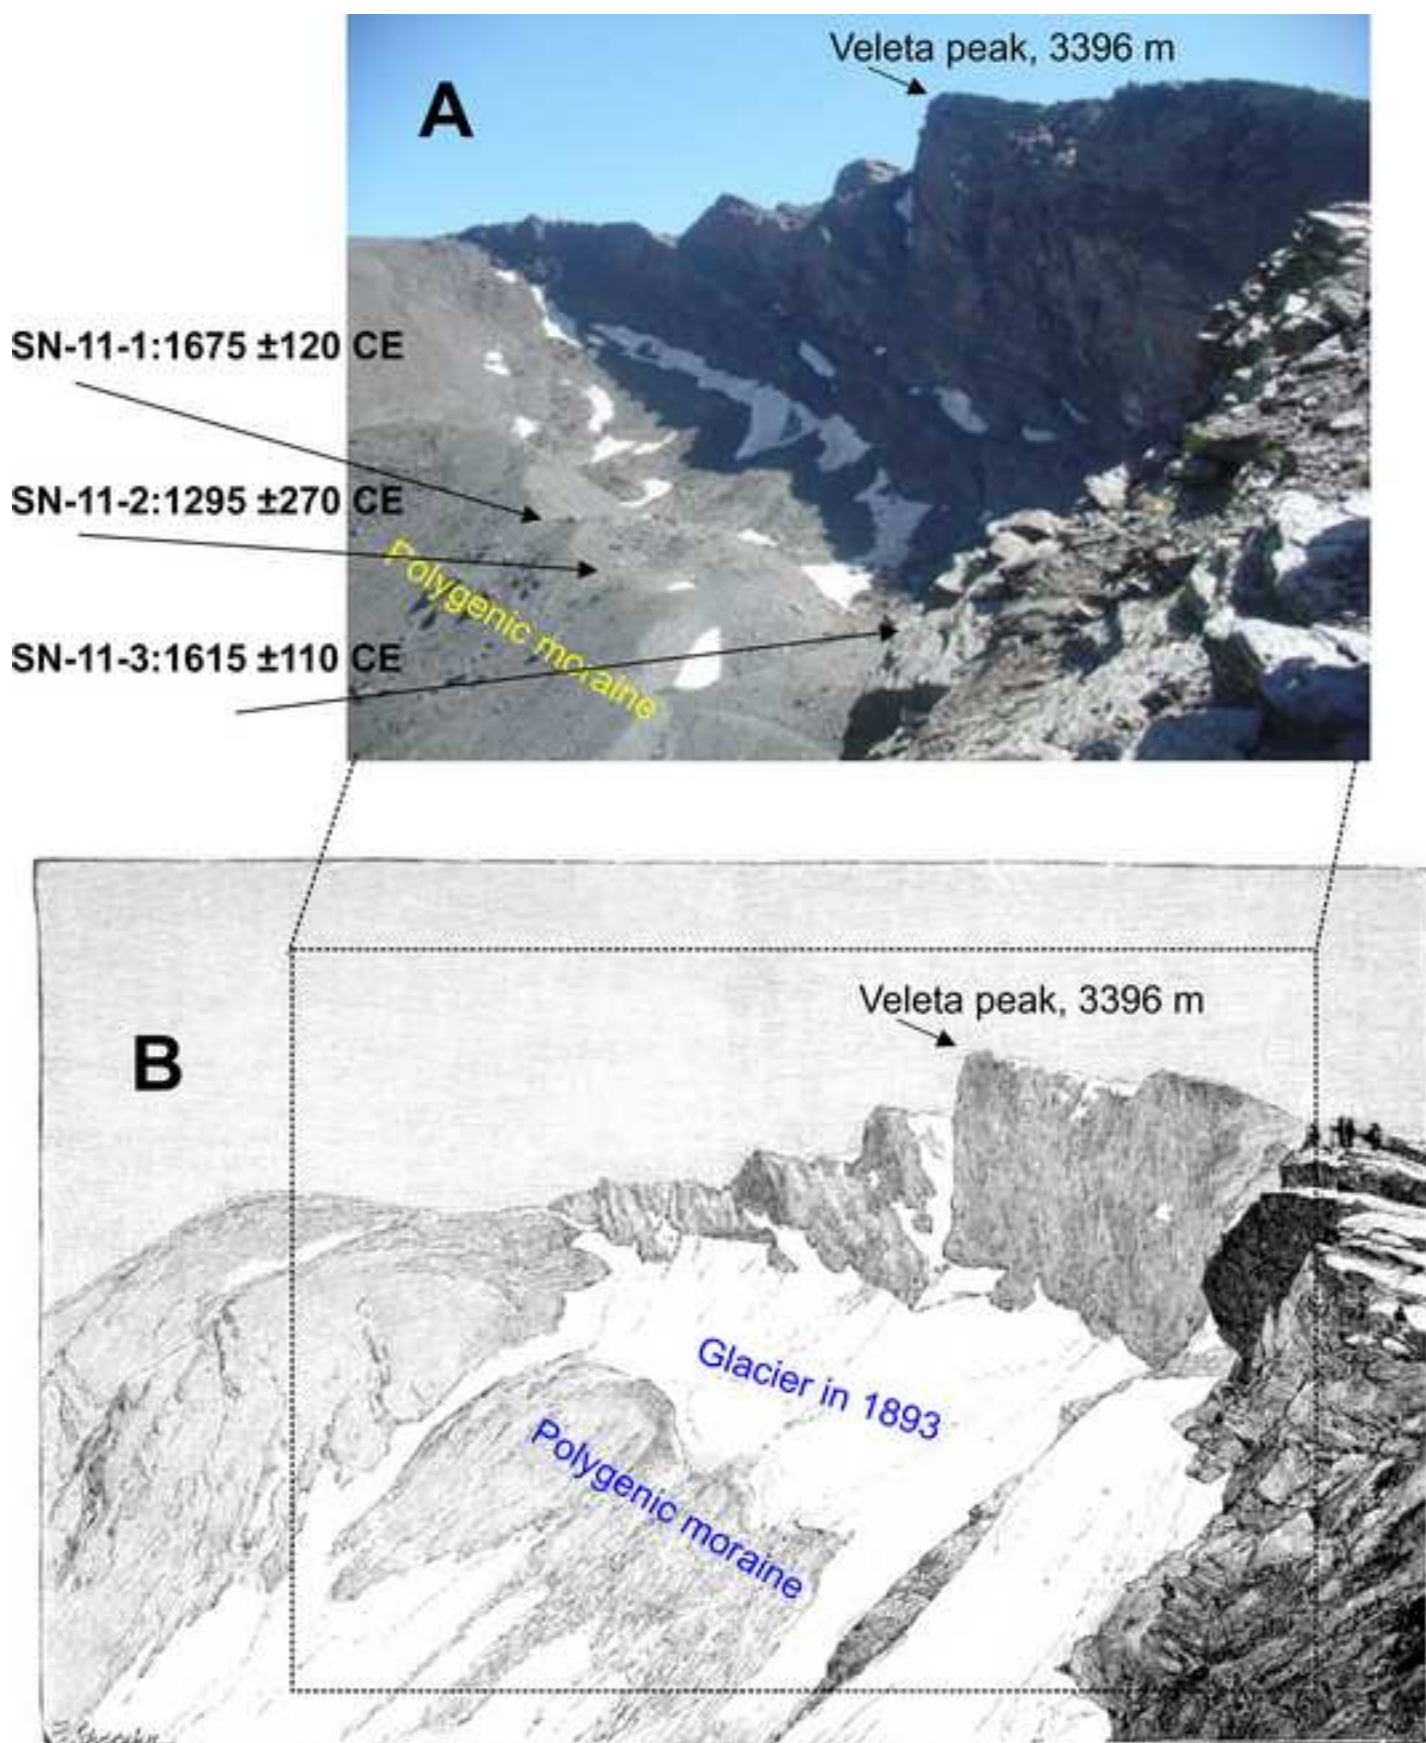 Veleta peak, 3396 m
A
SN-11-1:1675 ±120 CE
SN-11-2:1295 ±270 CE
Polygenic moraine
SN-11-3:1615 ±110 CE
Veleta peak, 3396 m
B
Glacier in 1893
Polygenic moraine